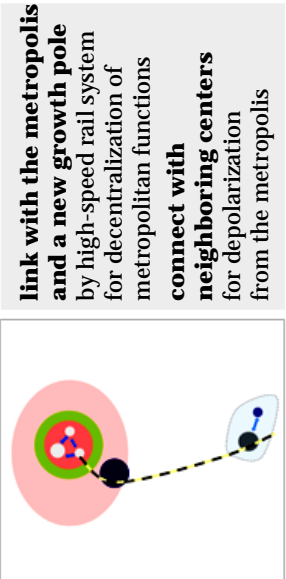 link with the metropolis
and a new growth pole
by high-speed rail system
for decentralization of
metropolitan functions
connect with
neighboring centers
for depolarization
from the metropolis